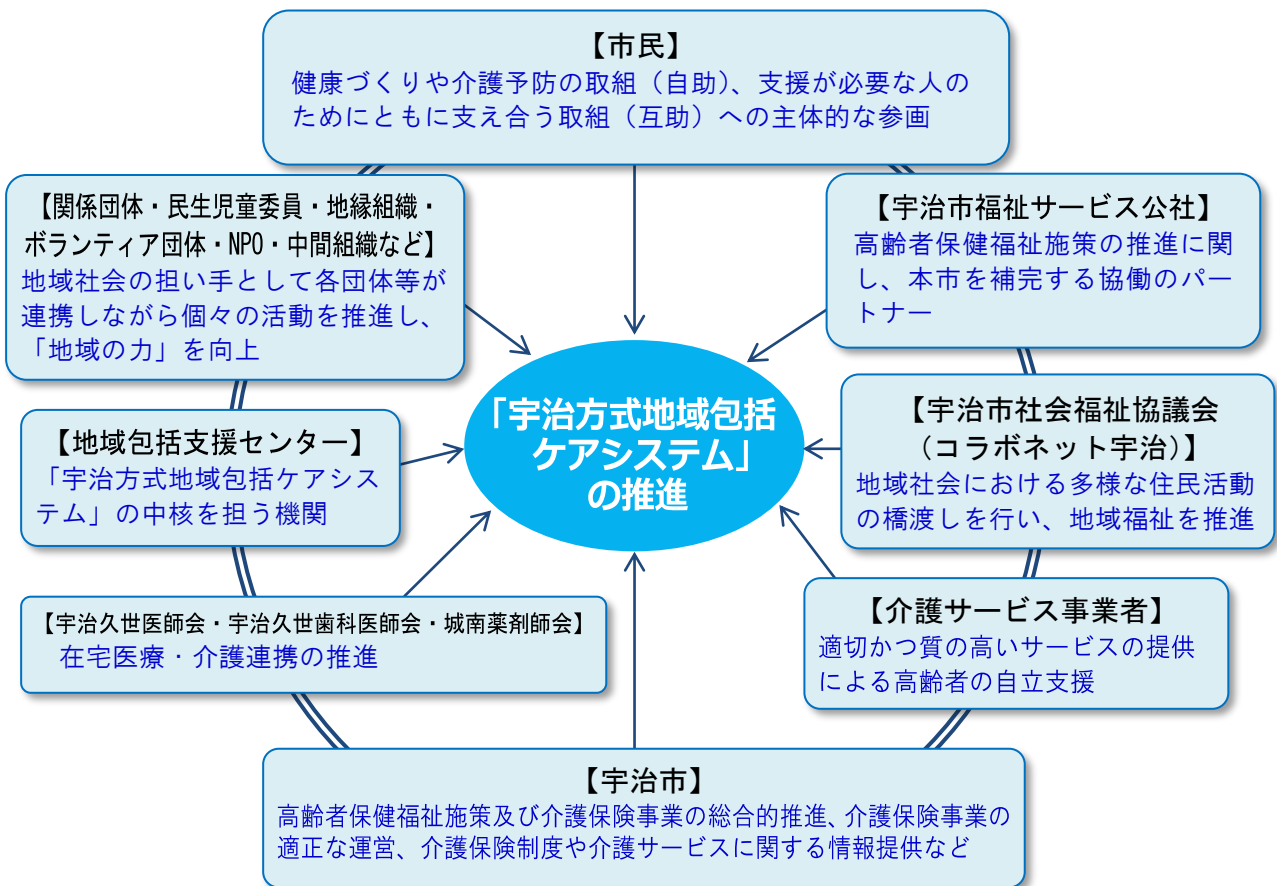 【市民】
健康づくりや介護予防の取組（自助）、支援が必要な人の
ためにともに支え合う取組（互助）への主体的な参画
【関係団体・民生児童委員・地縁組織・
ボランティア団体・NPO・中間組織など】
地域社会の担い手として各団体等が
連携しながら個々の活動を推進し、
「地域の力」を向上
【宇治市福祉サービス公社】
高齢者保健福祉施策の推進に関
し、本市を補完する協働のパー
トナー
「宇治方式地域包括
ケアシステム」
の推進
【地域包括支援センター】
「宇治方式地域包括ケアシス
テム」の中核を担う機関
【宇治市社会福祉協議会
（コラボネット宇治）】
地域社会における多様な住民活動
の橋渡しを行い、地域福祉を推進
【宇治久世医師会・宇治久世歯科医師会・城南薬剤師会】
在宅医療・介護連携の推進
【介護サービス事業者】
適切かつ質の高いサービスの提供
による高齢者の自立支援
【宇治市】
高齢者保健福祉施策及び介護保険事業の総合的推進、介護保険事業の
適正な運営、介護保険制度や介護サービスに関する情報提供など